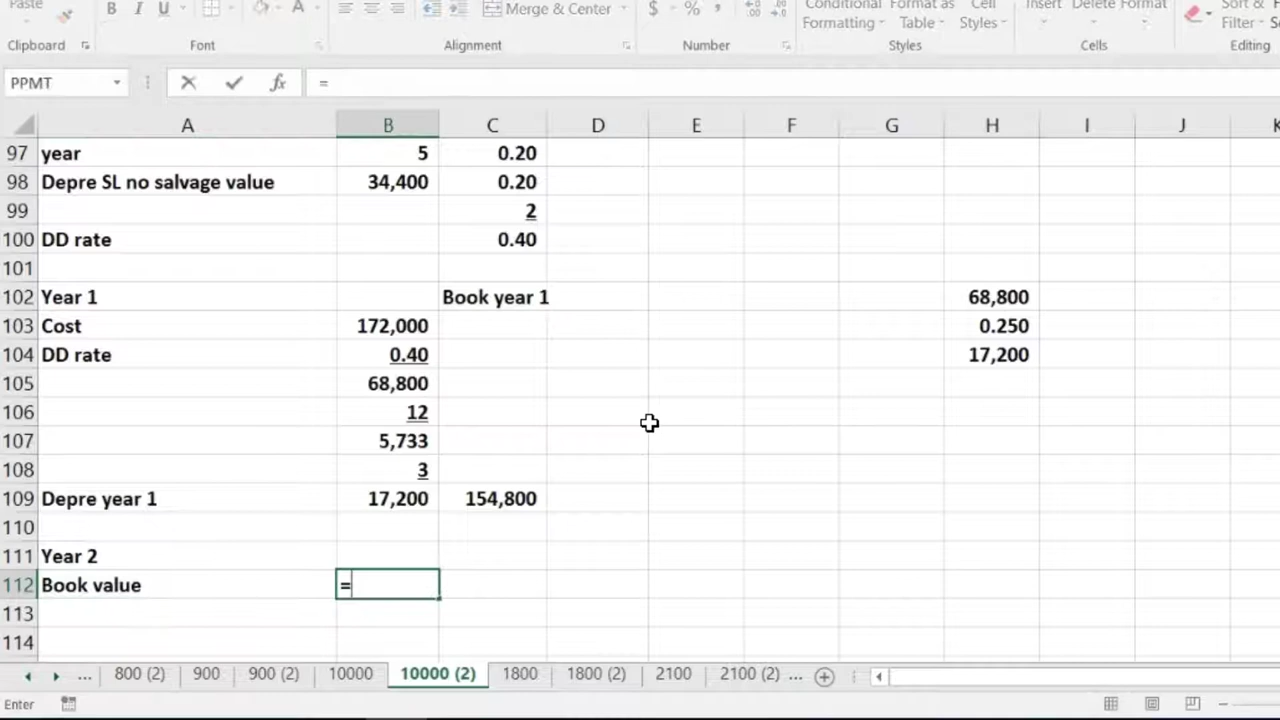 Paste B I U Merge & Center $ % Conditional Format as Cell Insert Delete Format Sort &
Formatting Table Styles Filter
Clipboard Font Alignment Number Styles Cells Editing
PPMT fx =
A B C D E F G H I J K
97 year 5 0.20
98 Depre SL no salvage value 34,400 0.20
99 2
100 DD rate 0.40
101
102 Year 1 Book year 1 68,800
103 Cost 172,000 0.250
104 DD rate 0.40 17,200
105 68,800
106 12
107 5,733
108 3
109 Depre year 1 17,200 154,800
110
111 Year 2
112 Book value =
113
114
... 800 (2) 900 900 (2) 10000 10000 (2) 1800 1800 (2) 2100 2100 (2) ...
Enter